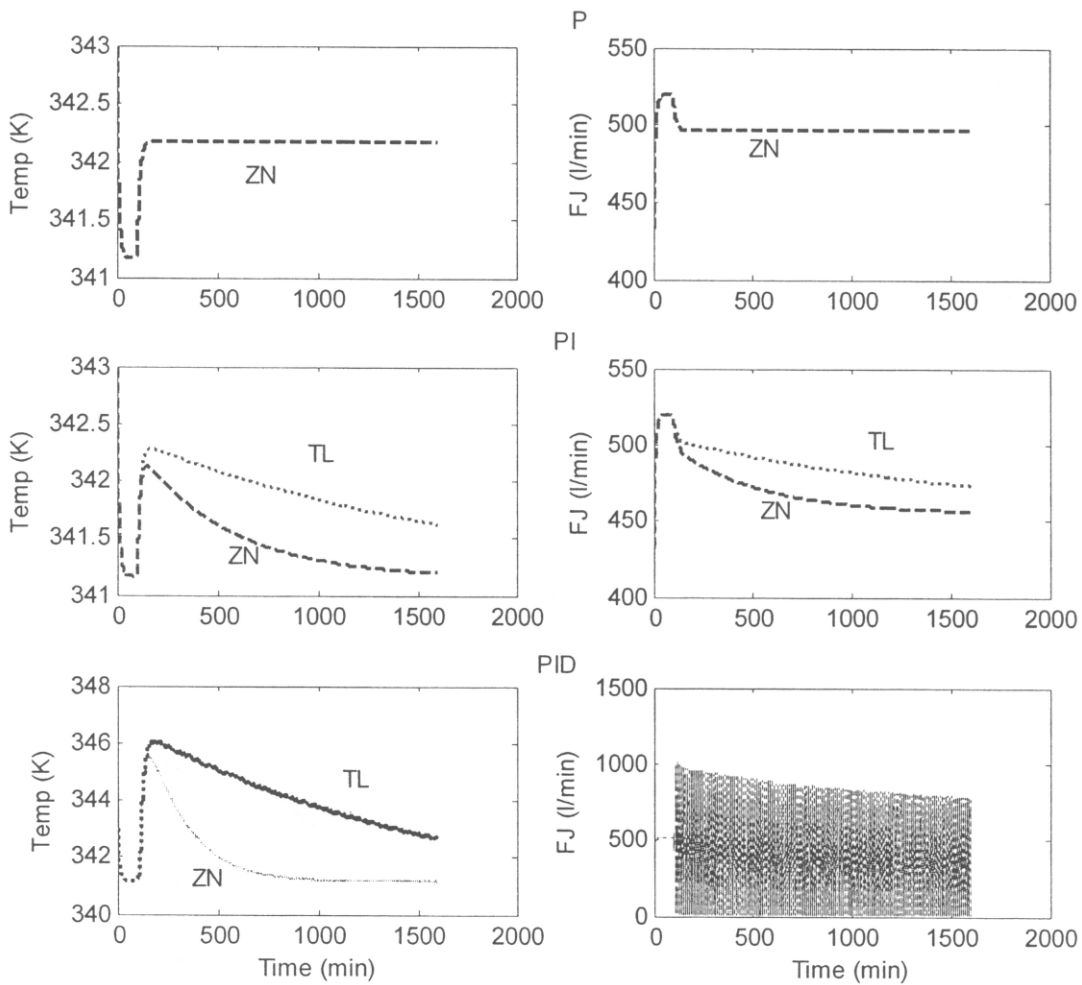 P
343
342.5
342
341.5
341
Temp (K)
ZN
0 500 1000 1500 2000
550
500
450
400
FJ (l/min)
ZN
0 500 1000 1500 2000
PI
343
342.5
342
341.5
341
Temp (K)
TL
ZN
0 500 1000 1500 2000
550
500
450
400
FJ (l/min)
TL
ZN
0 500 1000 1500 2000
PID
348
346
344
342
340
Temp (K)
TL
ZN
0 500 1000 1500 2000
Time (min)
1500
1000
500
0
FJ (l/min)
0 500 1000 1500 2000
Time (min)